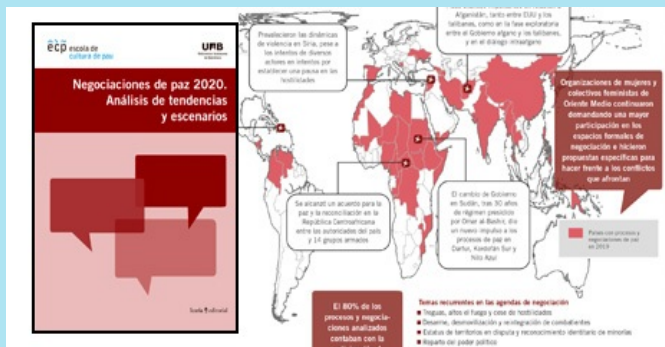 ecp escola de
cultura de pau
UAB
Negociaciones de paz 2020.
Análisis de tendencias
y escenarios
Icaria editorial
Afganistán, tanto entre EEUU y los
talibanes, como en la fase exploratoria
entre el Gobierno afgano y los talibanes,
y en el diálogo intraafgano
Prevalecieron las dinámicas
de violencia en Siria, pese a
los intentos de diversos
actores en intentos por
establecer una pausa en las
hostilidades
Organizaciones de mujeres y
colectivos feministas de
Oriente Medio continuaron
demandando una mayor
participación en los
espacios formales de
negociación e hicieron
propuestas específicas para
hacer frente a los conflictos
que afrontan
Se alcanzó un acuerdo para la
paz y la reconciliación en la
República Centroafricana
entre las autoridades del país
y 14 grupos armados
El cambio de Gobierno
en Sudán, tras 30 años
de régimen presidido
por Omar al-Bashir, dio
un nuevo impulso a los
procesos de paz en
Darfur, Kordofán Sur y
Nilo Azul
Países con procesos y
negociaciones de paz
en 2019
El 80% de los
procesos y negocia-
ciones analizados
contaban con la
Temas recurrentes en las agendas de negociación
■ Treguas, altos el fuego y cese de hostilidades
■ Desarme, desmovilización y reintegración de combatientes
■ Estatus de territorios en disputa y reconocimiento identitario de minorías
■ Reparto del poder político